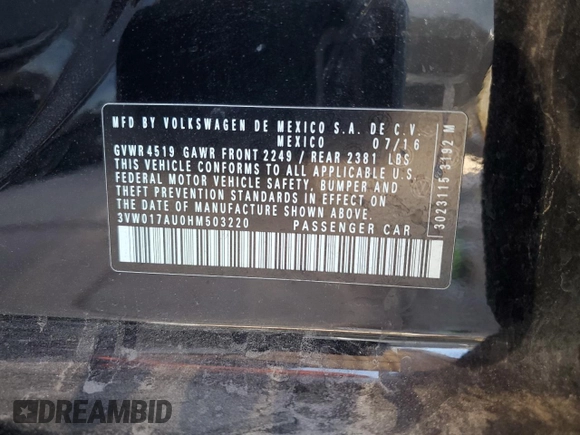 MFD BY VOLKSWAGEN DE MEXICO S.A. DE C.V.
MEXICO 07/16
GVWR 4519 GAWR FRONT 2249 / REAR 2381 LBS
THIS VEHICLE CONFORMS TO ALL APPLICABLE U.S.
FEDERAL MOTOR VEHICLE SAFETY, BUMPER AND
THEFT PREVENTION STANDARDS IN EFFECT ON
THE DATE OF MANUFACTURE SHOWN ABOVE.
3VW017AU0HM503220 PASSENGER CAR
3023115 3192 M
DREAMBID